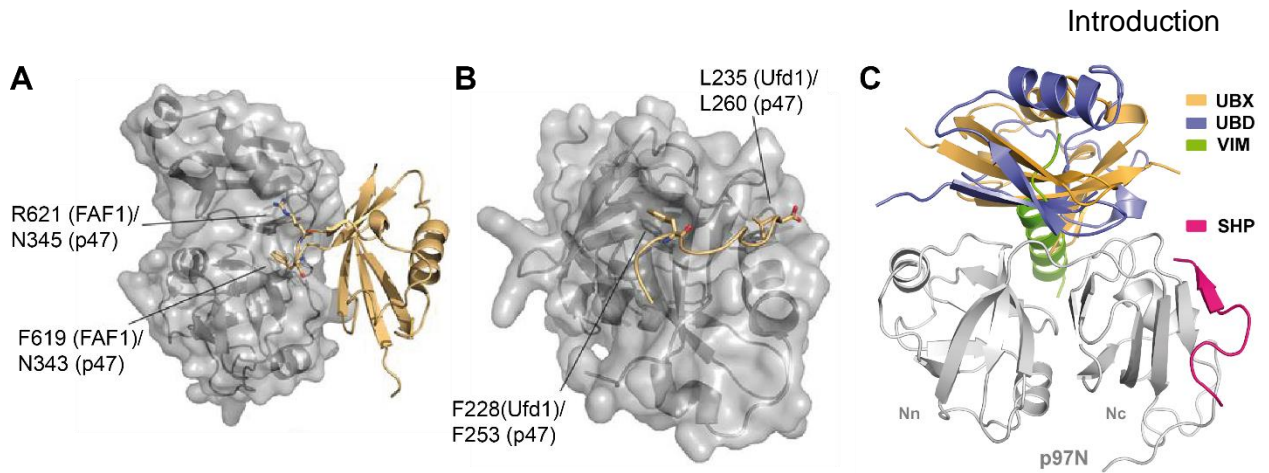 Introduction
A
R621 (FAF1)/
N345 (p47)
F619 (FAF1)/
N343 (p47)
B
L235 (Ufd1)/
L260 (p47)
F228(Ufd1)/
F253 (p47)
C
UBX
UBD
VIM
SHP
Nn
Nc
p97N